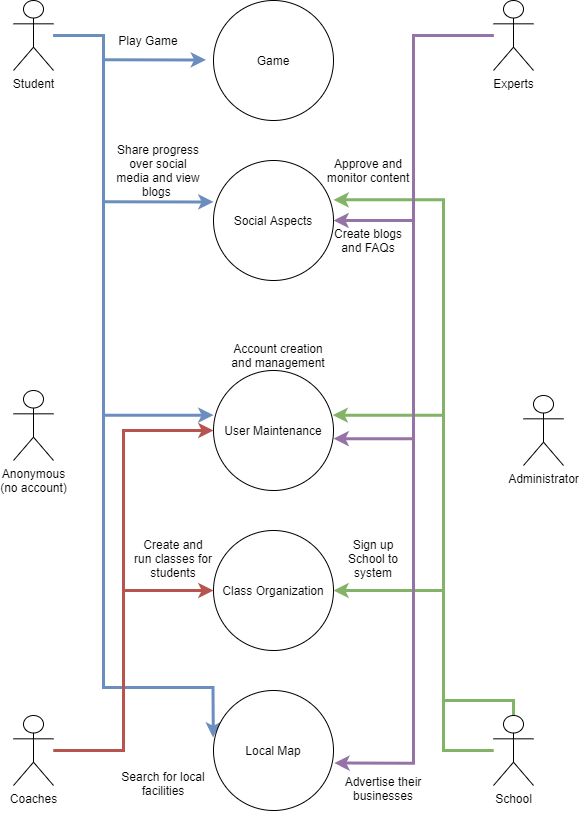 Play Game
Student
Game
Experts
Share progress
over social
media and view
blogs
Approve and
monitor content
Social Aspects
Create blogs
and FAQs
Account creation
and management
User Maintenance
Anonymous
(no account)
Administrator
Create and
run classes for
students
Sign up
School to
system
Class Organization
Local Map
Search for local
facilities
Advertise their
businesses
Coaches
School